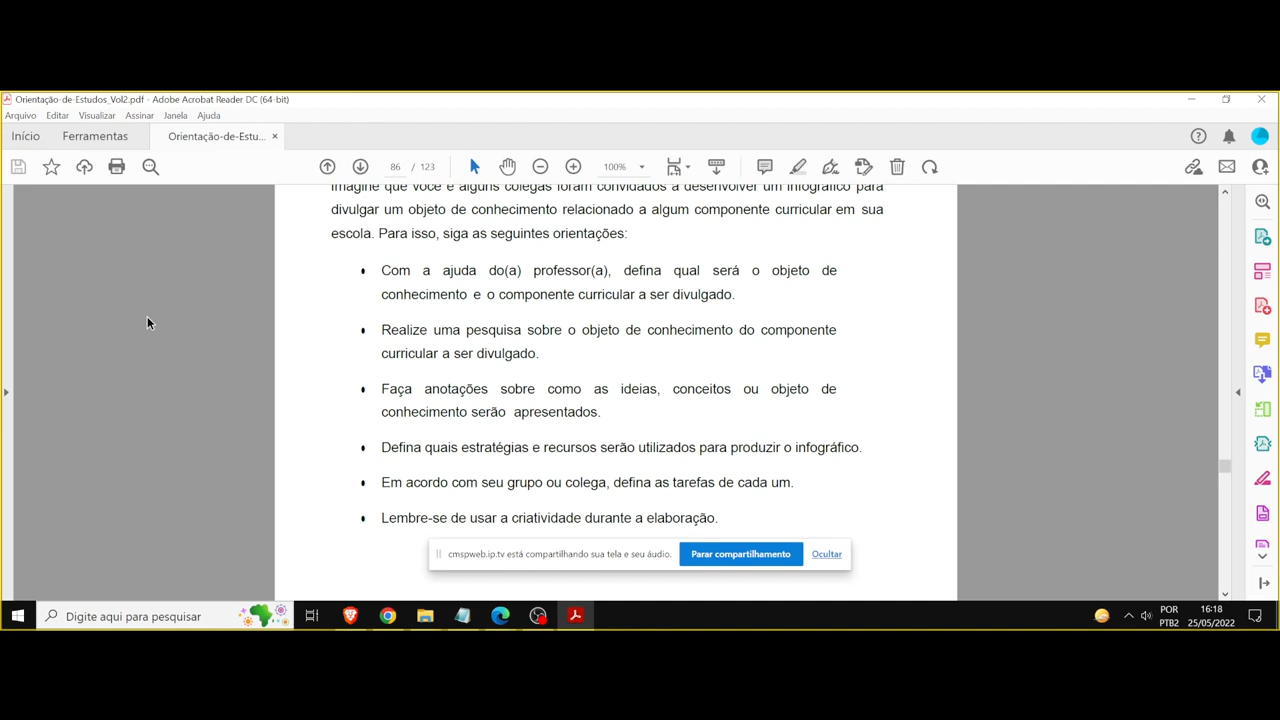 Orientação-de-Estudos_Vol2.pdf - Adobe Acrobat Reader DC (64-bit)
Arquivo Editar Visualizar Assinar Janela Ajuda
Início Ferramentas Orientação-de-Estu... ×
86 / 123 100%
Imagine que você e alguns colegas foram convidados a desenvolver um infográfico para
divulgar um objeto de conhecimento relacionado a algum componente curricular em sua
escola. Para isso, siga as seguintes orientações:
• Com a ajuda do(a) professor(a), defina qual será o objeto de
conhecimento e o componente curricular a ser divulgado.
• Realize uma pesquisa sobre o objeto de conhecimento do componente
curricular a ser divulgado.
• Faça anotações sobre como as ideias, conceitos ou objeto de
conhecimento serão apresentados.
• Defina quais estratégias e recursos serão utilizados para produzir o infográfico.
• Em acordo com seu grupo ou colega, defina as tarefas de cada um.
• Lembre-se de usar a criatividade durante a elaboração.
cmspweb.ip.tv está compartilhando sua tela e seu áudio. Parar compartilhamento Ocultar
Digite aqui para pesquisar
POR 16:18
PTB2 25/05/2022